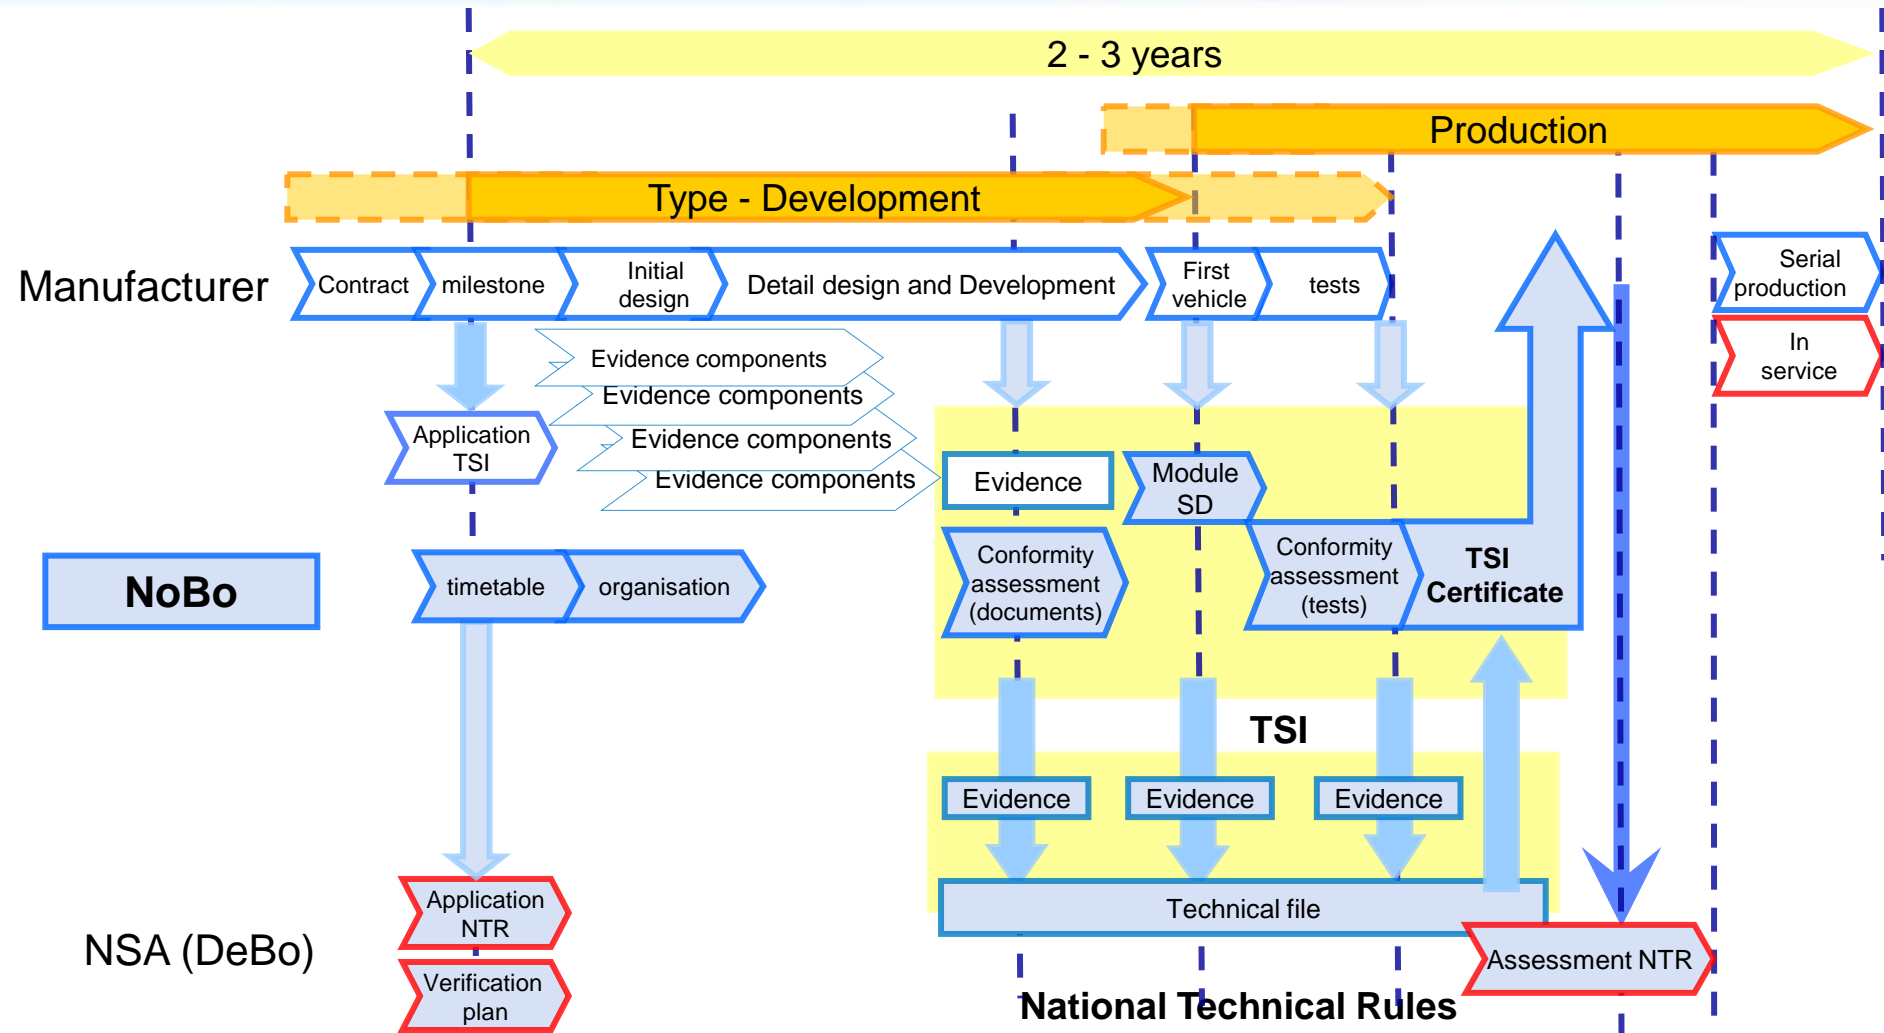 2 - 3 years
Production
Type - Development
Manufacturer
Contract
milestone
Initial
design
Detail design and Development
First
vehicle
tests
Serial
production
In
service
Evidence components
Evidence components
Evidence components
Evidence components
Application
TSI
Evidence
Module
SD
NoBo
timetable
organisation
Conformity
assessment
(documents)
Conformity
assessment
(tests)
TSI
Certificate
TSI
Evidence
Evidence
Evidence
Technical file
NSA (DeBo)
Application
NTR
Verification
plan
Assessment NTR
National Technical Rules